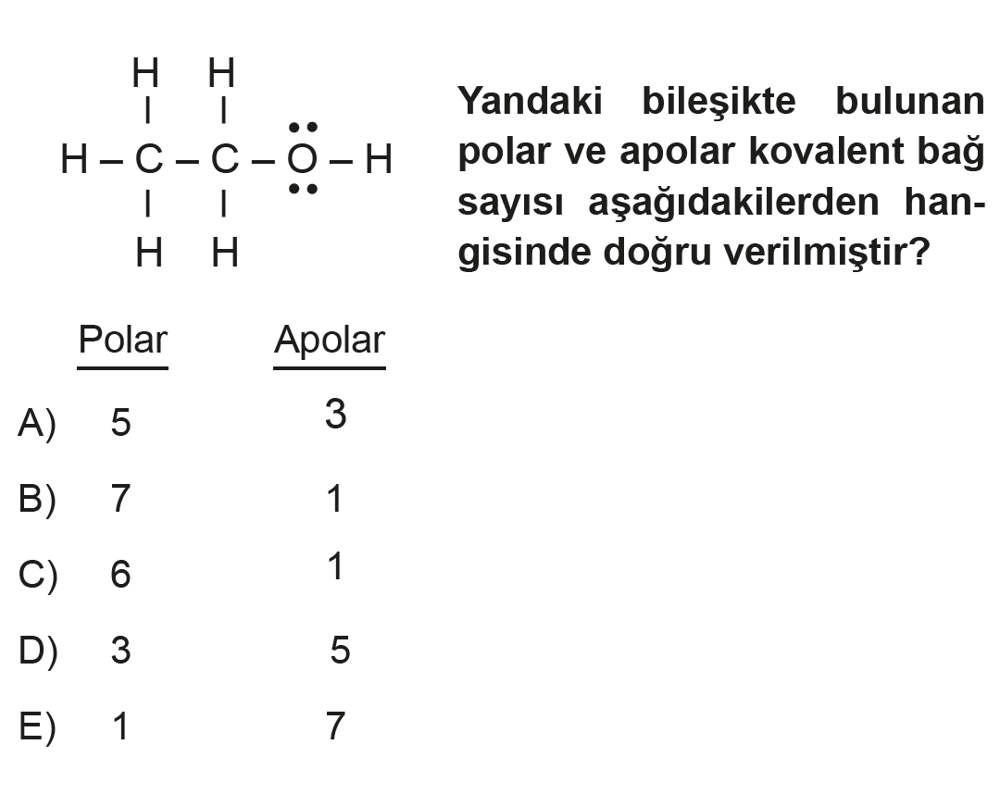 H H
H – C – C – O – H
H H
Yandaki bileşikte bulunan
polar ve apolar kovalent bağ
sayısı aşağıdakilerden han-
gisinde doğru verilmiştir?
Polar Apolar
A) 5 3
B) 7 1
C) 6 1
D) 3 5
E) 1 7